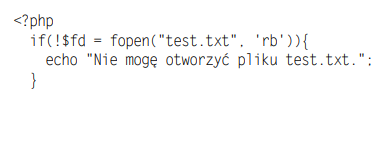 <?php
if(!$fd = fopen("test.txt", 'rb')){
echo "Nie mogę otworzyć pliku test.txt.";
}